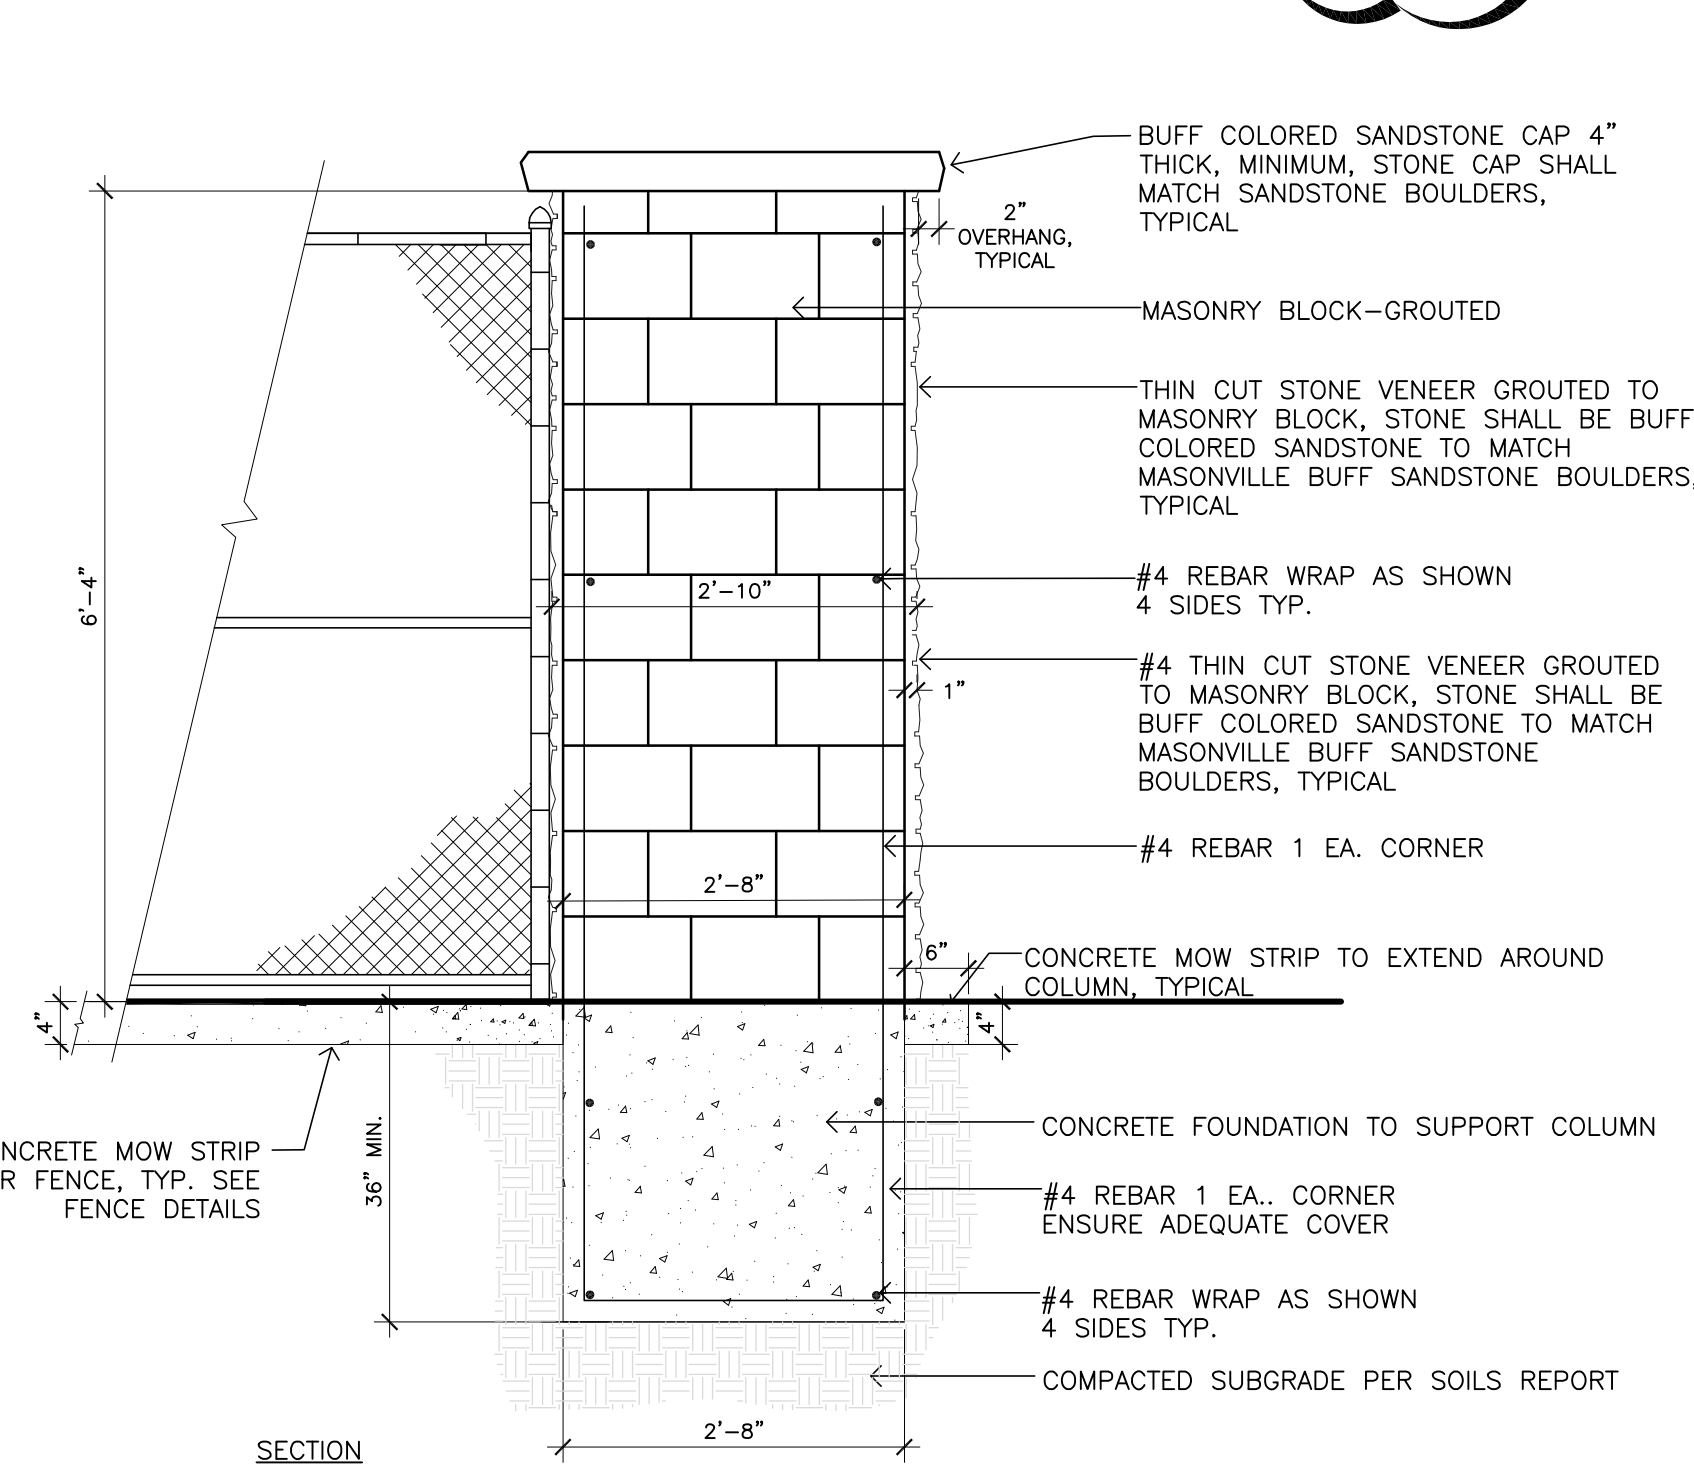 BUFF COLORED SANDSTONE CAP 4"
THICK, MINIMUM, STONE CAP SHALL
MATCH SANDSTONE BOULDERS,
TYPICAL
2"
OVERHANG,
TYPICAL
MASONRY BLOCK-GROUTED
THIN CUT STONE VENEER GROUTED TO
MASONRY BLOCK, STONE SHALL BE BUFF
COLORED SANDSTONE TO MATCH
MASONVILLE BUFF SANDSTONE BOULDERS,
TYPICAL
6'-4"
2'-10"
#4 REBAR WRAP AS SHOWN
4 SIDES TYP.
#4 THIN CUT STONE VENEER GROUTED
TO MASONRY BLOCK, STONE SHALL BE
BUFF COLORED SANDSTONE TO MATCH
MASONVILLE BUFF SANDSTONE
BOULDERS, TYPICAL
1"
#4 REBAR 1 EA. CORNER
2'-8"
6"
CONCRETE MOW STRIP TO EXTEND AROUND
COLUMN, TYPICAL
4"
4"
NCRETE MOW STRIP
R FENCE, TYP. SEE
FENCE DETAILS
36" MIN.
CONCRETE FOUNDATION TO SUPPORT COLUMN
#4 REBAR 1 EA.. CORNER
ENSURE ADEQUATE COVER
#4 REBAR WRAP AS SHOWN
4 SIDES TYP.
COMPACTED SUBGRADE PER SOILS REPORT
2'-8"
SECTION